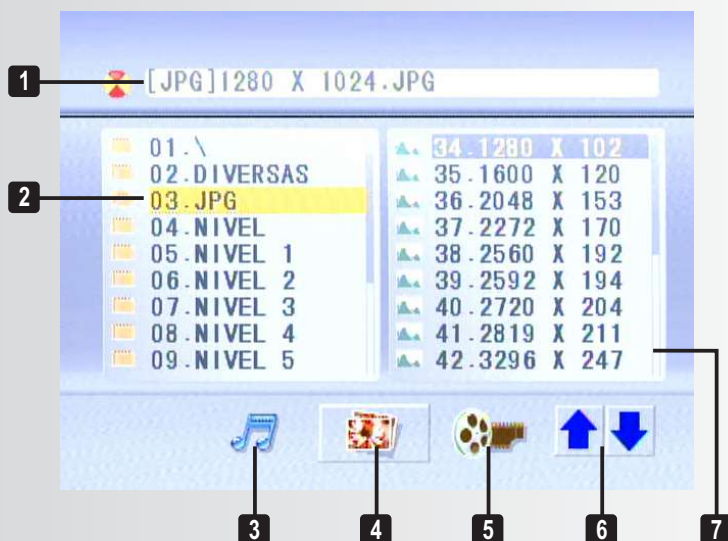 1
[JPG]1280 X 1024.JPG
2
01.\
02.DIVERSAS
03.JPG
04.NIVEL
05.NIVEL 1
06.NIVEL 2
07.NIVEL 3
08.NIVEL 4
09.NIVEL 5
34.1280 X 102
35.1600 X 120
36.2048 X 153
37.2272 X 170
38.2560 X 192
39.2592 X 194
40.2720 X 204
41.2819 X 211
42.3296 X 247
3
4
5
6
7